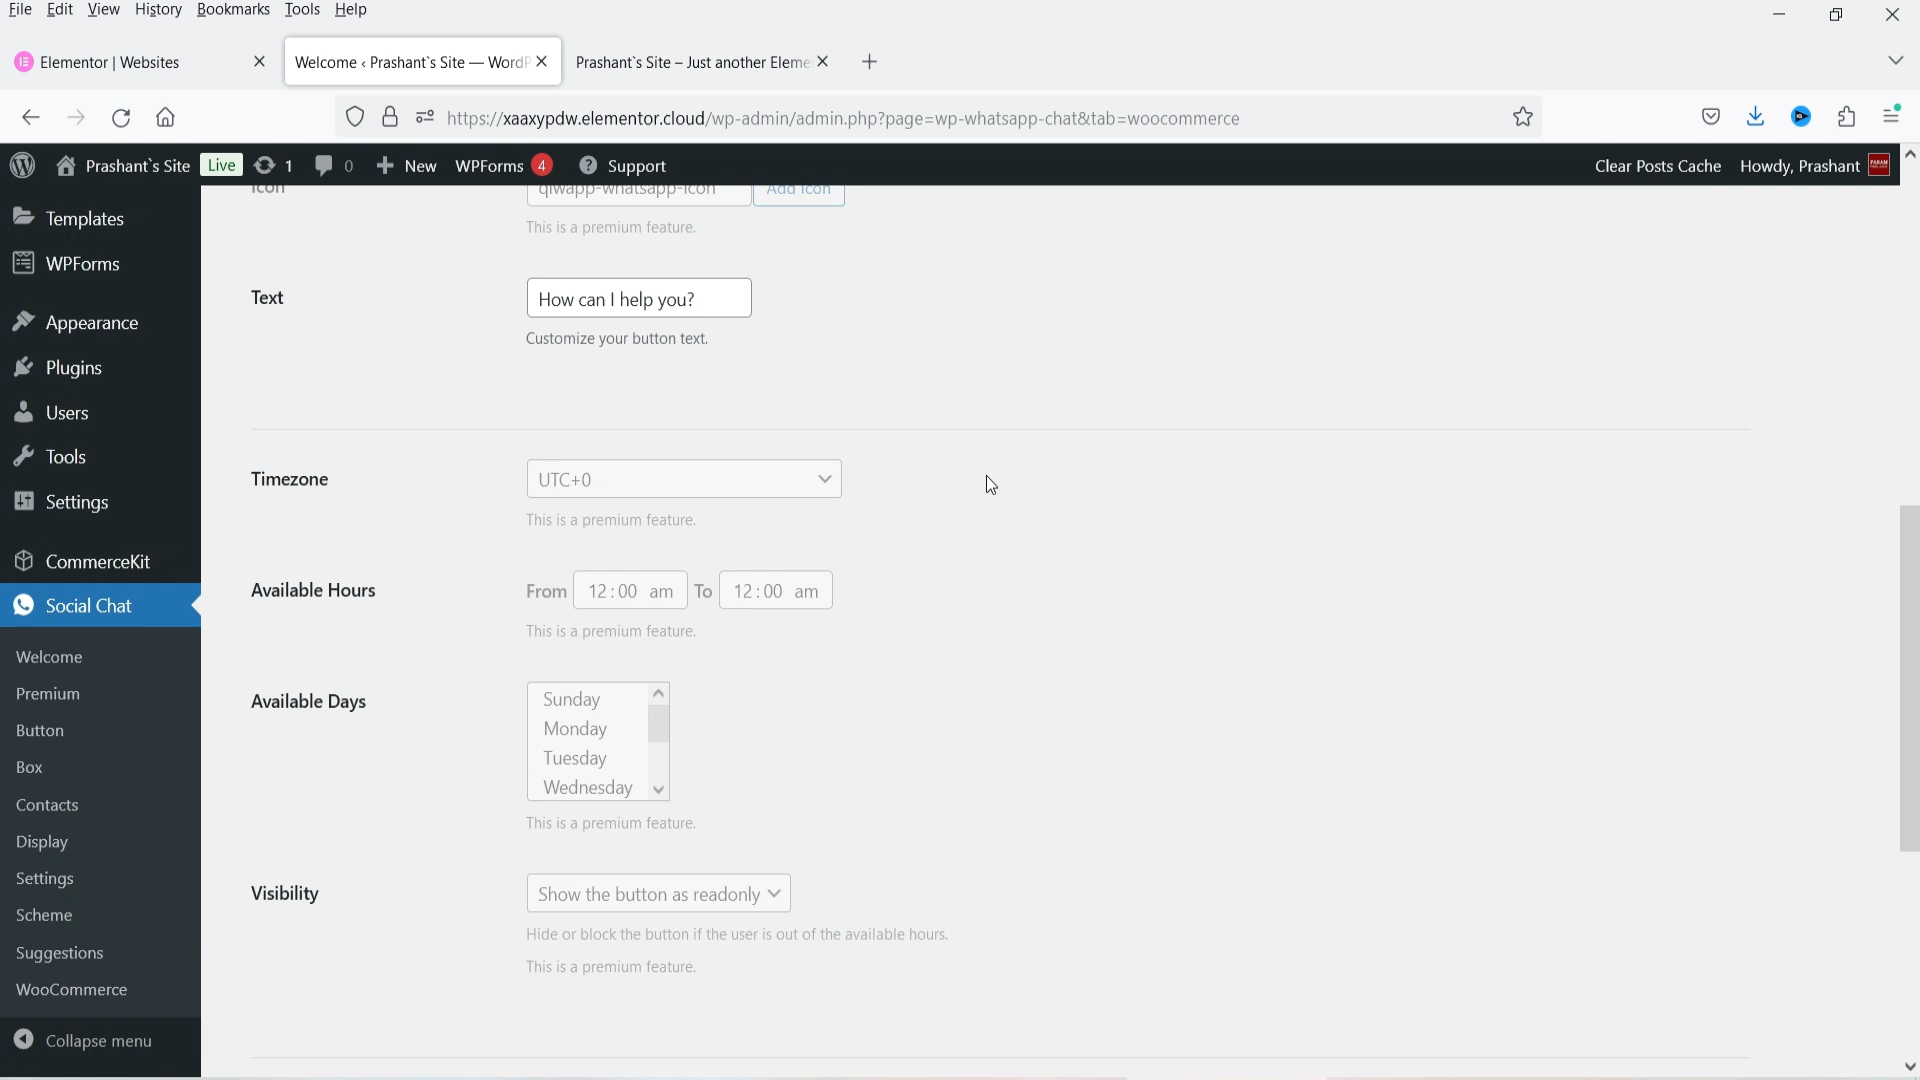 File Edit View History Bookmarks Tools Help
Elementor | Websites
Welcome ‹ Prashant`s Site — WordP
Prashant`s Site – Just another Eleme
https://xaaxypdw.elementor.cloud/wp-admin/admin.php?page=wp-whatsapp-chat&tab=woocommerce
Prashant`s Site Live 1 0 New WPForms 4 Support Clear Posts Cache Howdy, Prashant
Icon qlwapp-whatsapp-icon Add Icon
This is a premium feature.
Text How can I help you?
Customize your button text.
Timezone UTC+0
This is a premium feature.
Available Hours From 12:00 am To 12:00 am
This is a premium feature.
Available Days
Sunday
Monday
Tuesday
Wednesday
This is a premium feature.
Visibility Show the button as readonly
Hide or block the button if the user is out of the available hours.
This is a premium feature.
Templates
WPForms
Appearance
Plugins
Users
Tools
Settings
CommerceKit
Social Chat
Welcome
Premium
Button
Box
Contacts
Display
Settings
Scheme
Suggestions
WooCommerce
Collapse menu